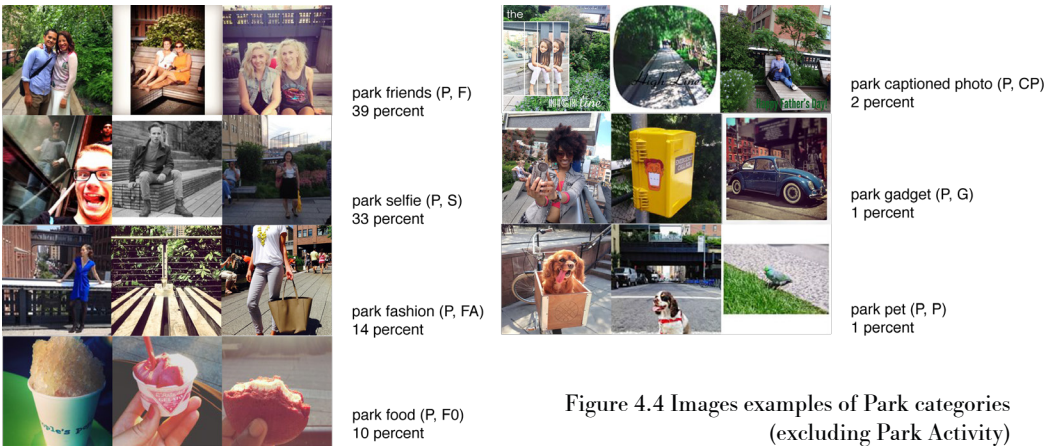 park friends (P, F)
39 percent
park selfie (P, S)
33 percent
park fashion (P, FA)
14 percent
park food (P, F0)
10 percent
the
line
Happy Father's Day!
park captioned photo (P, CP)
2 percent
park gadget (P, G)
1 percent
park pet (P, P)
1 percent
Figure 4.4 Images examples of Park categories
(excluding Park Activity)